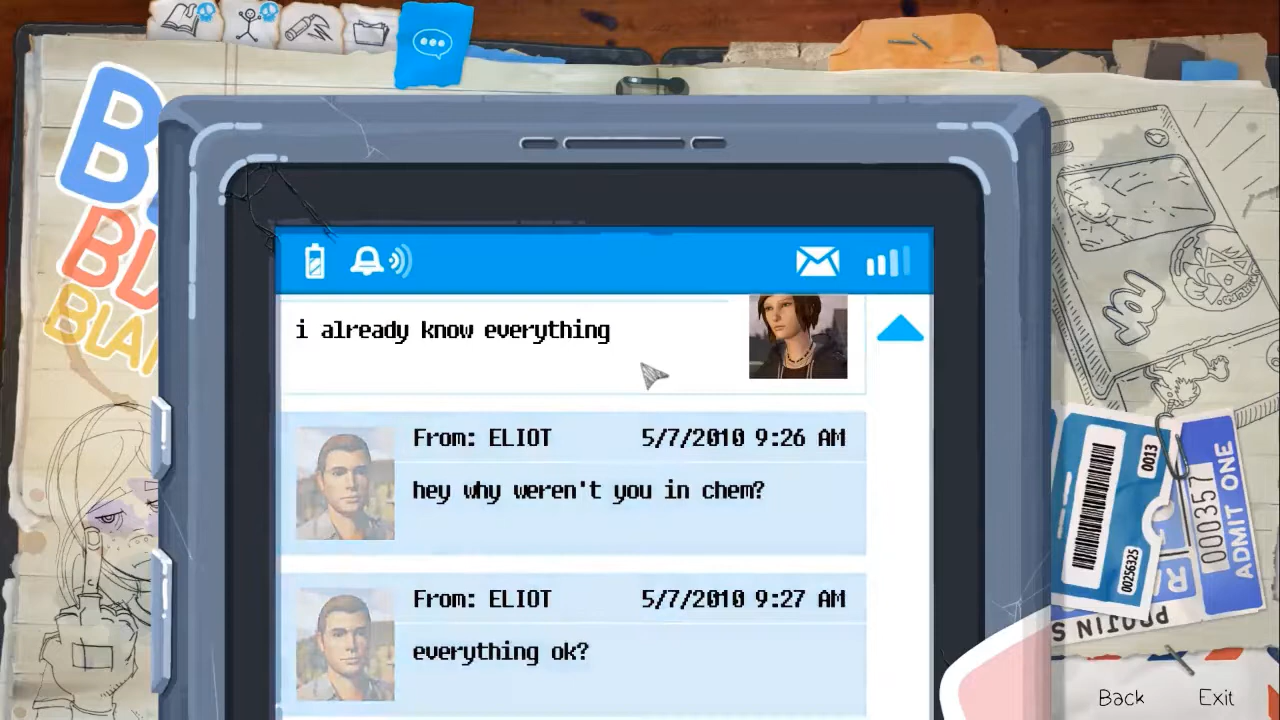 i already know everything
From: ELIOT 5/7/2010 9:26 AM
hey why weren't you in chem?
From: ELIOT 5/7/2010 9:27 AM
everything ok?
0013
00256325
000357
ADMIT ONE
Back Exit